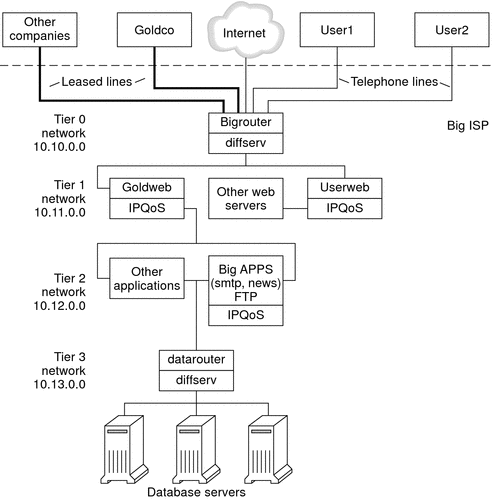 Other
companies
Goldco
Internet
User1
User2
Leased lines
Telephone lines
Tier 0
network
10.10.0.0
Bigrouter
diffserv
Big ISP
Tier 1
network
10.11.0.0
Goldweb
IPQoS
Other web
servers
Userweb
IPQoS
Tier 2
network
10.12.0.0
Other
applications
Big APPS
(smtp, news)
FTP
IPQoS
Tier 3
network
10.13.0.0
datarouter
diffserv
Database servers